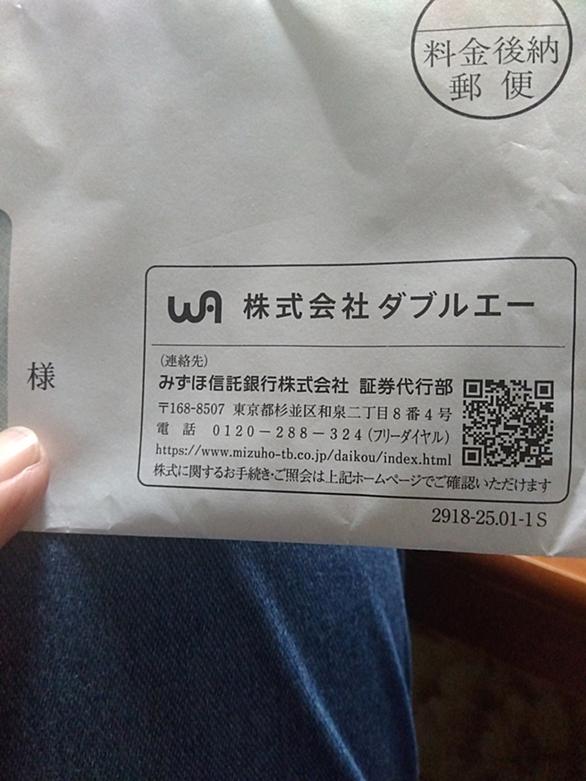 料金後納
郵便
WA 株式会社 ダブルエー
様
(連絡先)
みずほ信託銀行株式会社 証券代行部
〒168-8507 東京都杉並区和泉二丁目8番4号
電話 0120-288-324(フリーダイヤル)
https://www.mizuho-tb.co.jp/daikou/index.html
株式に関するお手続き・ご照会は上記ホームページでご確認いただけます
2918-25.01-1S